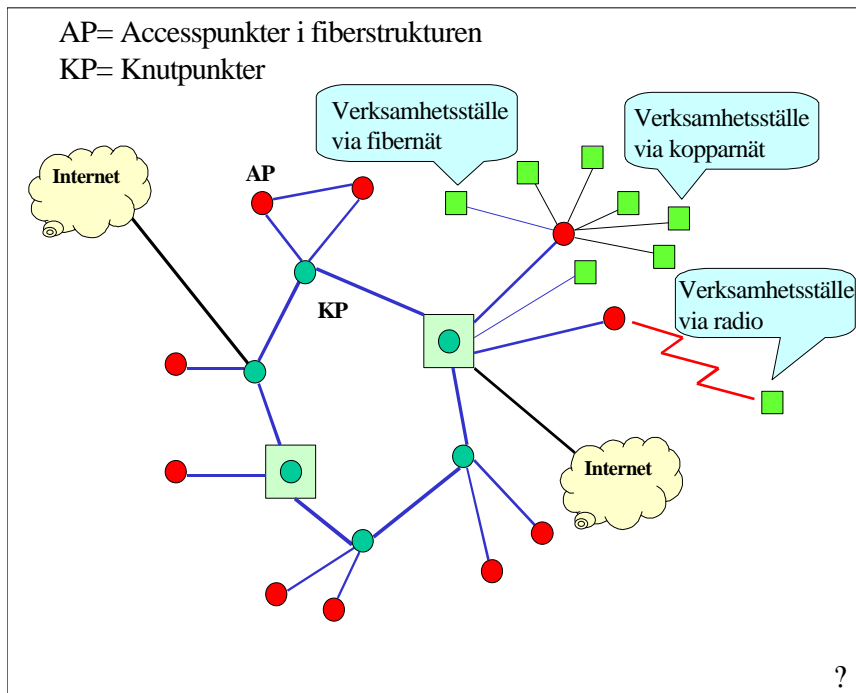 AP= Accesspunkter i fiberstrukturen
KP= Knutpunkter
Verksamhetsställe
via fibernät
Verksamhetsställe
via kopparnät
Internet
AP
KP
Verksamhetsställe
via radio
Internet
?